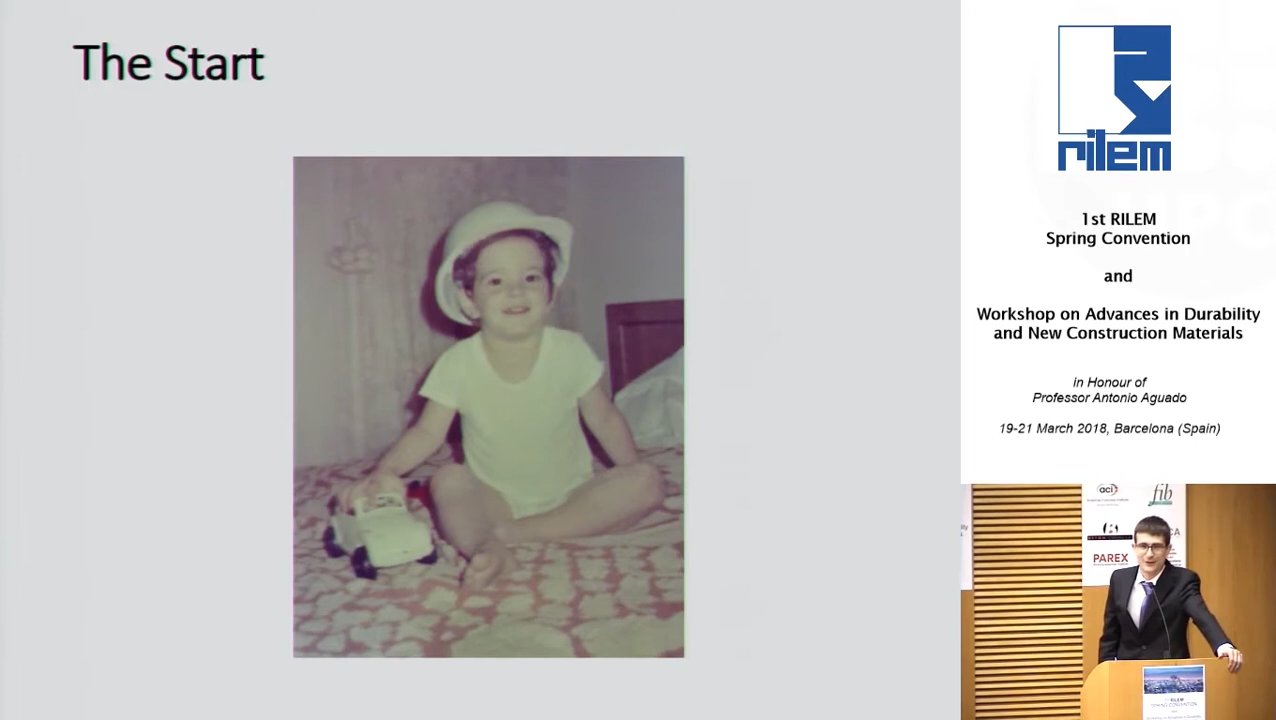 The Start
rilem
1st RILEM
Spring Convention
and
Workshop on Advances in Durability
and New Construction Materials
in Honour of
Professor Antonio Aguado
19-21 March 2018, Barcelona (Spain)
aci
fib
PAREX